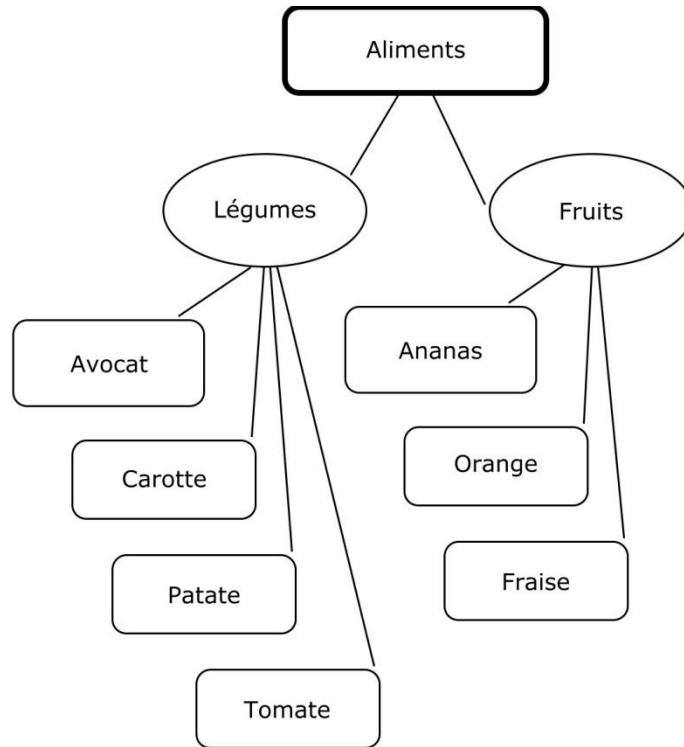 Aliments
Légumes
Fruits
Avocat
Ananas
Carotte
Orange
Patate
Fraise
Tomate